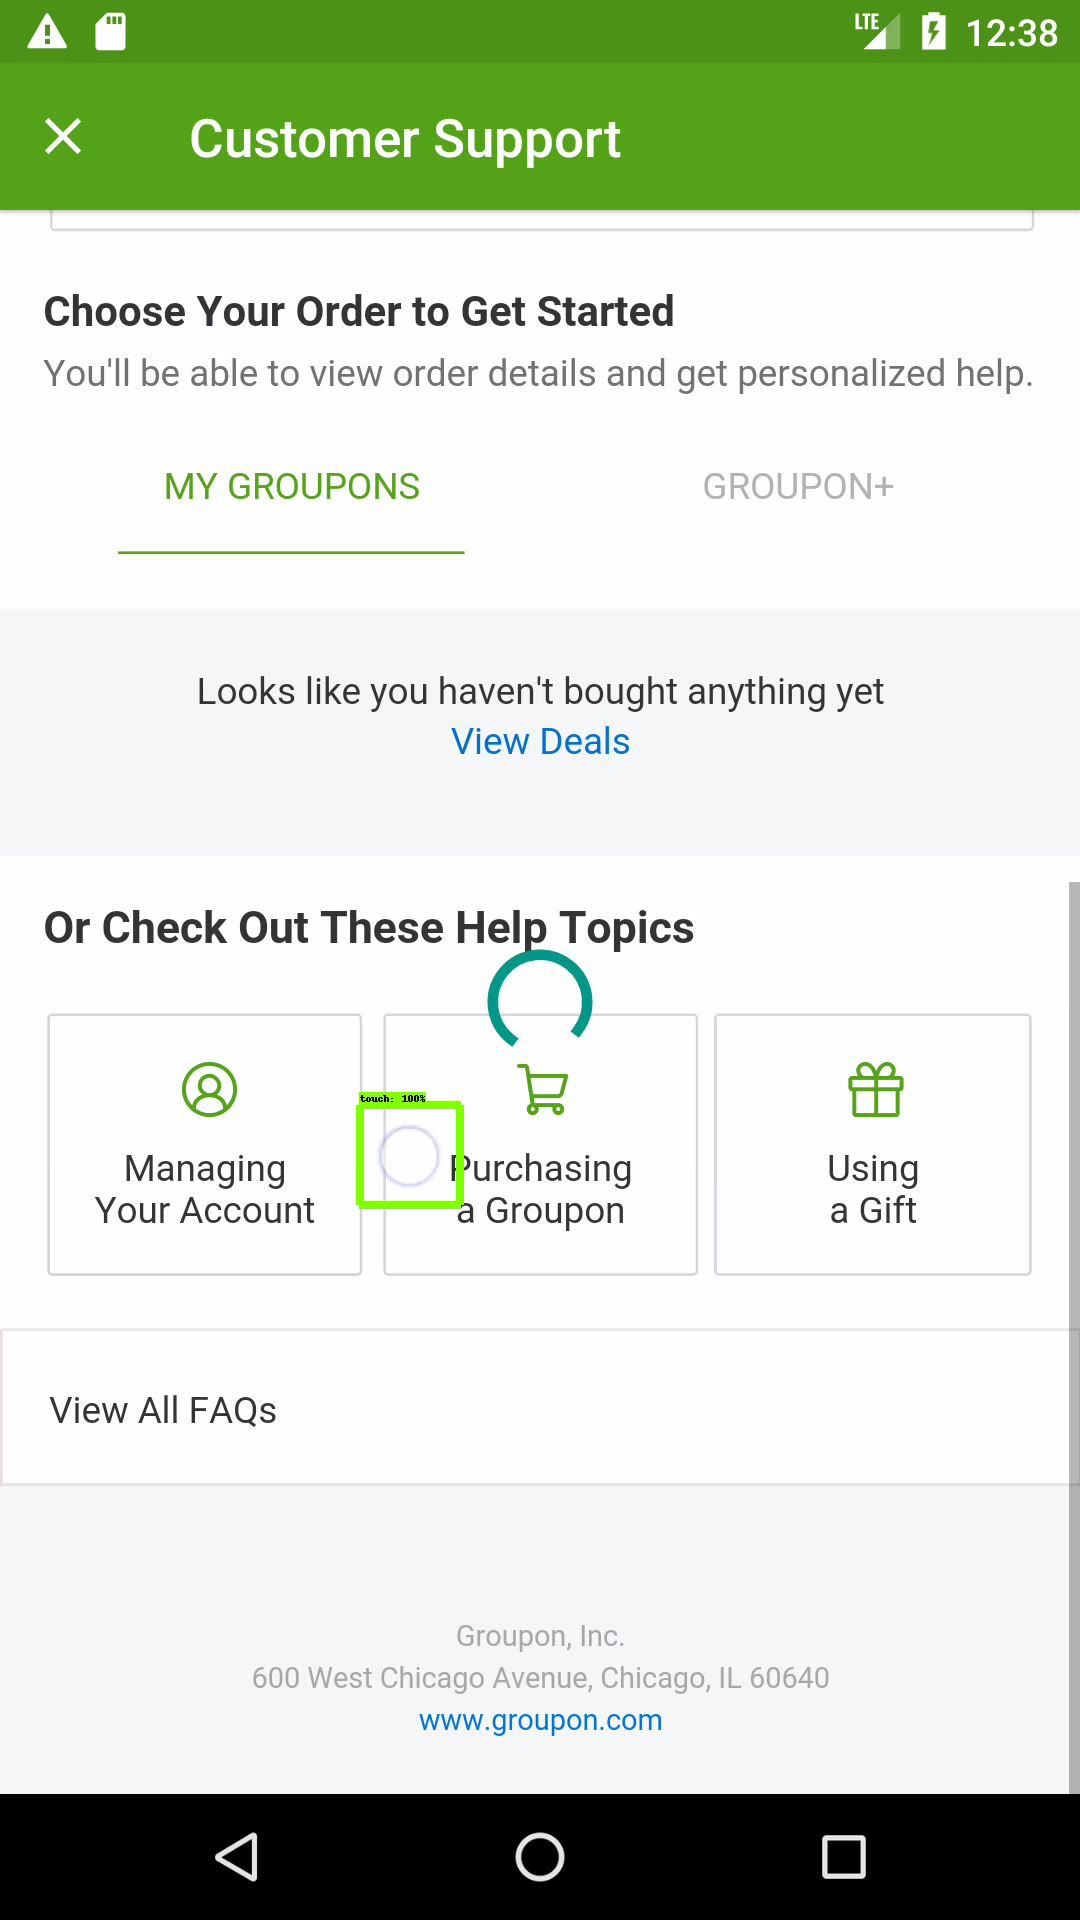 LTE 12:38
Customer Support
Choose Your Order to Get Started
You'll be able to view order details and get personalized help.
MY GROUPONS GROUPON+
Looks like you haven't bought anything yet
View Deals
Or Check Out These Help Topics
touch: 100%
Managing
Your Account
Purchasing
a Groupon
Using
a Gift
View All FAQs
Groupon, Inc.
600 West Chicago Avenue, Chicago, IL 60640
www.groupon.com